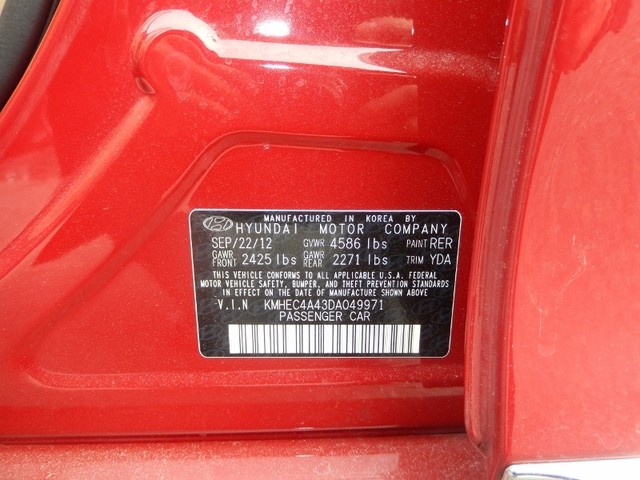 MANUFACTURED IN KOREA BY
HYUNDAI MOTOR COMPANY
SEP/22/12 GVWR 4586 lbs PAINT RER
GAWR FRONT 2425 lbs GAWR REAR 2271 lbs TRIM YDA
THIS VEHICLE CONFORMS TO ALL APPLICABLE U.S.A. FEDERAL
MOTOR VEHICLE SAFETY, BUMPER, AND THEFT PREVENTION STANDARDS
IN EFFECT ON THE DATE OF MANUFACTURE SHOWN ABOVE.
V.I.N KMHEC4A43DA049971
PASSENGER CAR